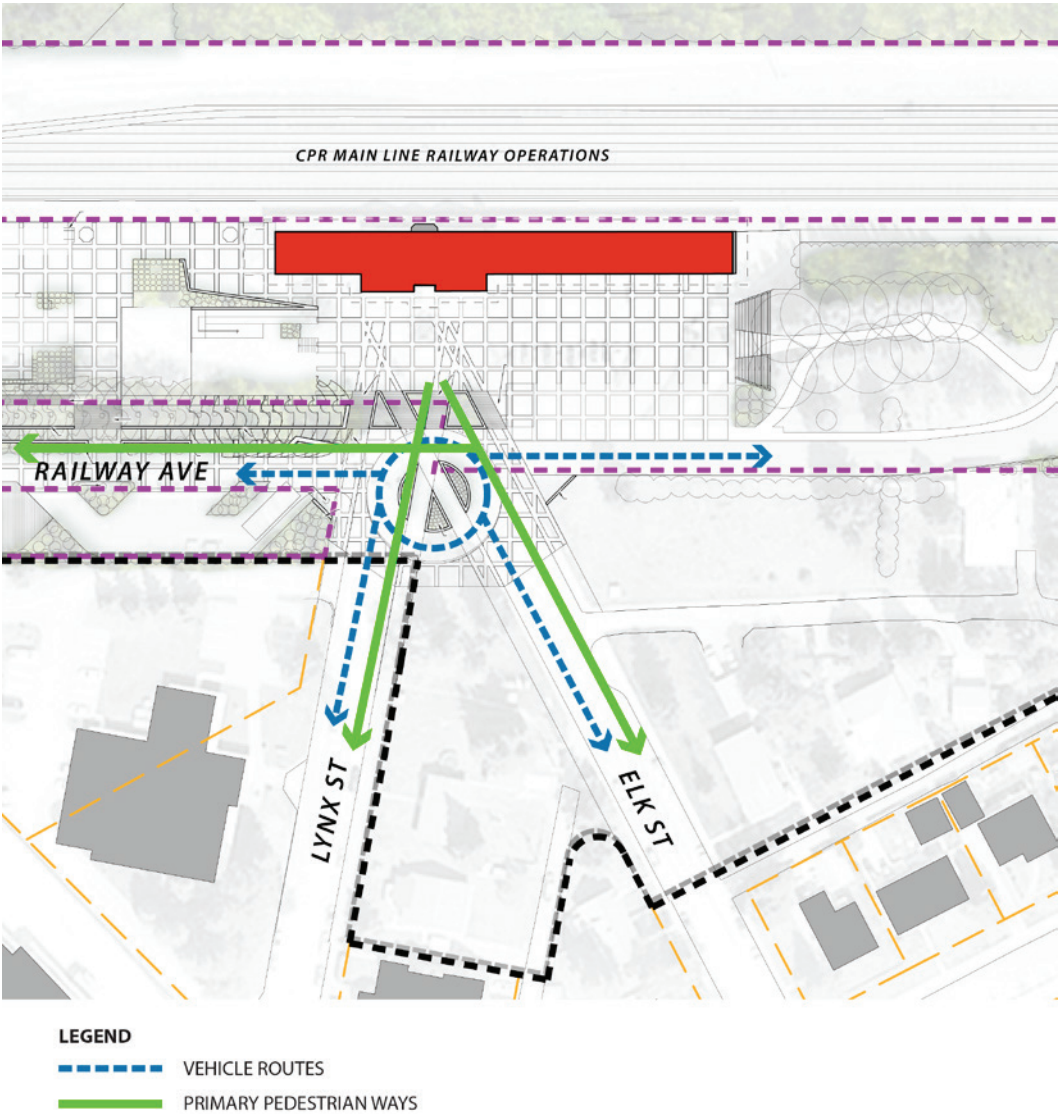 CPR MAIN LINE RAILWAY OPERATIONS
RAILWAY AVE
LYNX ST
ELK ST
LEGEND
VEHICLE ROUTES
PRIMARY PEDESTRIAN WAYS